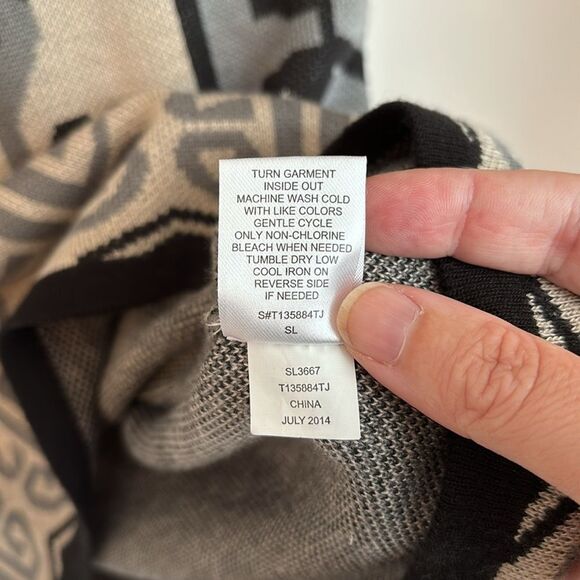 TURN GARMENT
INSIDE OUT
MACHINE WASH COLD
WITH LIKE COLORS
GENTLE CYCLE
ONLY NON-CHLORINE
BLEACH WHEN NEEDED
TUMBLE DRY LOW
COOL IRON ON
REVERSE SIDE
IF NEEDED
S#T135884TJ
SL
SL3667
T135884TJ
CHINA
JULY 2014